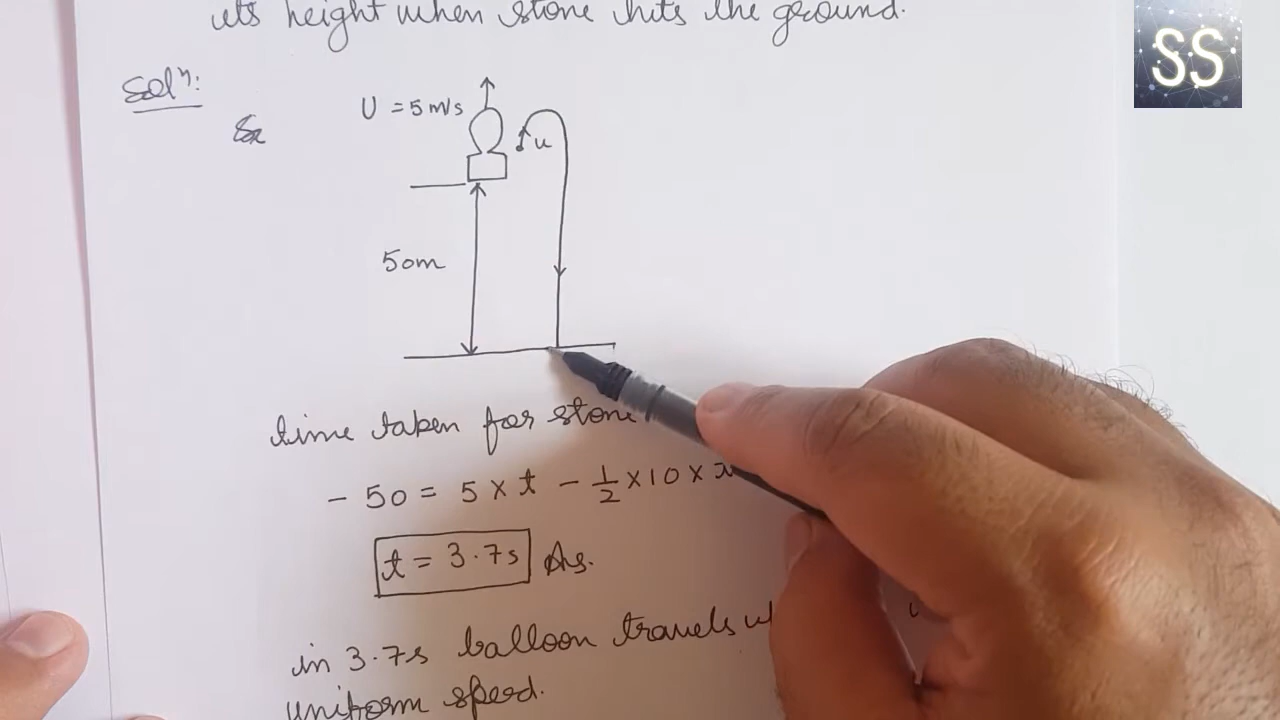 its height when stone hits the ground.
SS
Solⁿ:
U = 5 m/s
u
50m
time taken for stone
- 50 = 5 × t - 1/2 × 10 ×
t = 3.7s Ans.
in 3.7s balloon travels
uniform speed.